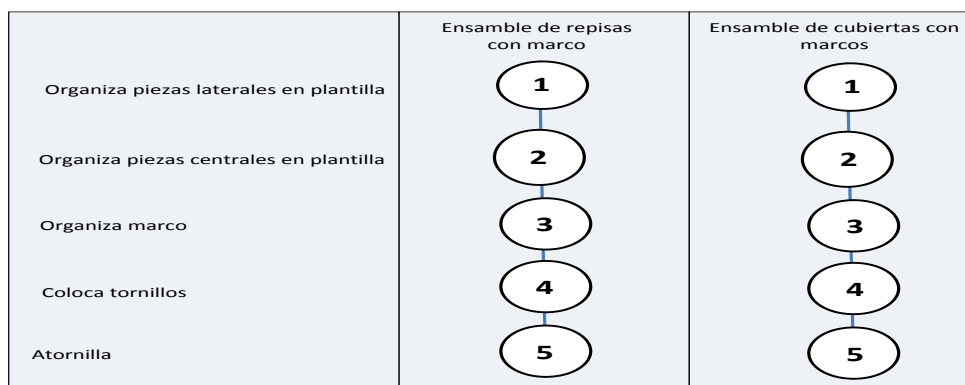 Ensamble de repisas
con marco
Ensamble de cubiertas con
marcos
Organiza piezas laterales en plantilla
1
1
Organiza piezas centrales en plantilla
2
2
Organiza marco
3
3
Coloca tornillos
4
4
Atornilla
5
5